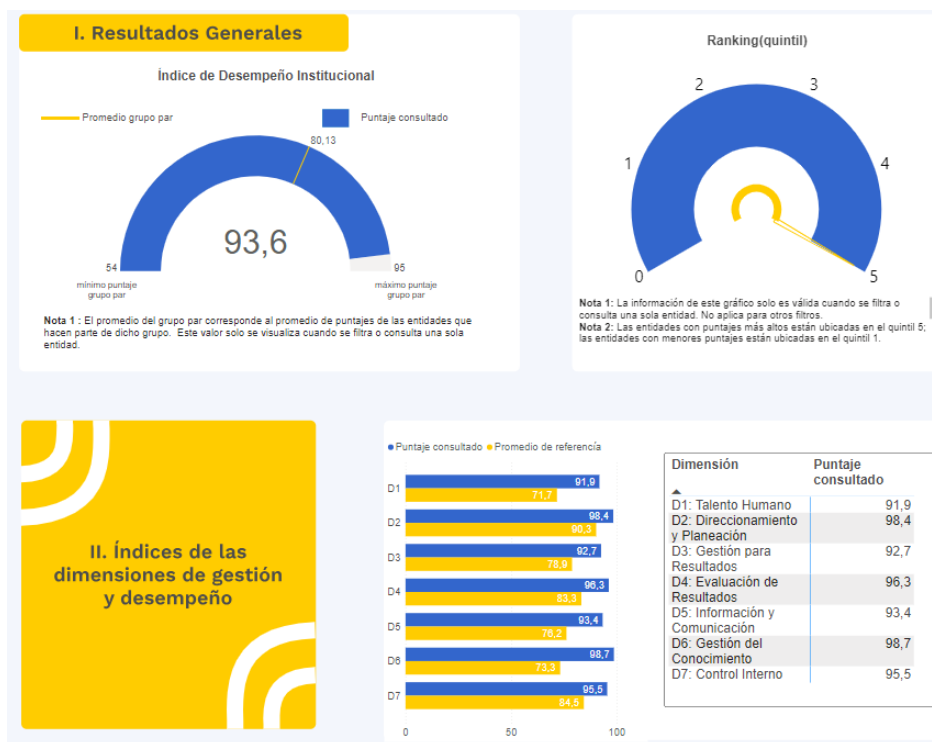 I. Resultados Generales
Índice de Desempeño Institucional
Promedio grupo par
Puntaje consultado
80,13
93,6
54
95
mínimo puntaje
grupo par
máximo puntaje
grupo par
Nota 1 : El promedio del grupo par corresponde al promedio de puntajes de las entidades que
hacen parte de dicho grupo. Este valor solo se visualiza cuando se filtra o consulta una sola
entidad.
Ranking(quintil)
2
3
1
4
0
5
Nota 1: La información de este gráfico solo es válida cuando se filtra o
consulta una sola entidad. No aplica para otros filtros.
Nota 2: Las entidades con puntajes más altos están ubicadas en el quintil 5;
las entidades con menores puntajes están ubicadas en el quintil 1.
II. Índices de las
dimensiones de gestión
y desempeño
Puntaje consultado Promedio de referencía
D1
91,9
71,7
D2
98,4
90,3
D3
92,7
78,9
D4
96,3
83,3
D5
93,4
76,2
D6
98,7
73,3
D7
95,5
84,5
0 50 100
Dimensión Puntaje
consultado
D1: Talento Humano 91,9
D2: Direccionamiento 98,4
y Planeación
D3: Gestión para 92,7
Resultados
D4: Evaluación de 96,3
Resultados
D5: Información y 93,4
Comunicación
D6: Gestión del 98,7
Conocimiento
D7: Control Interno 95,5